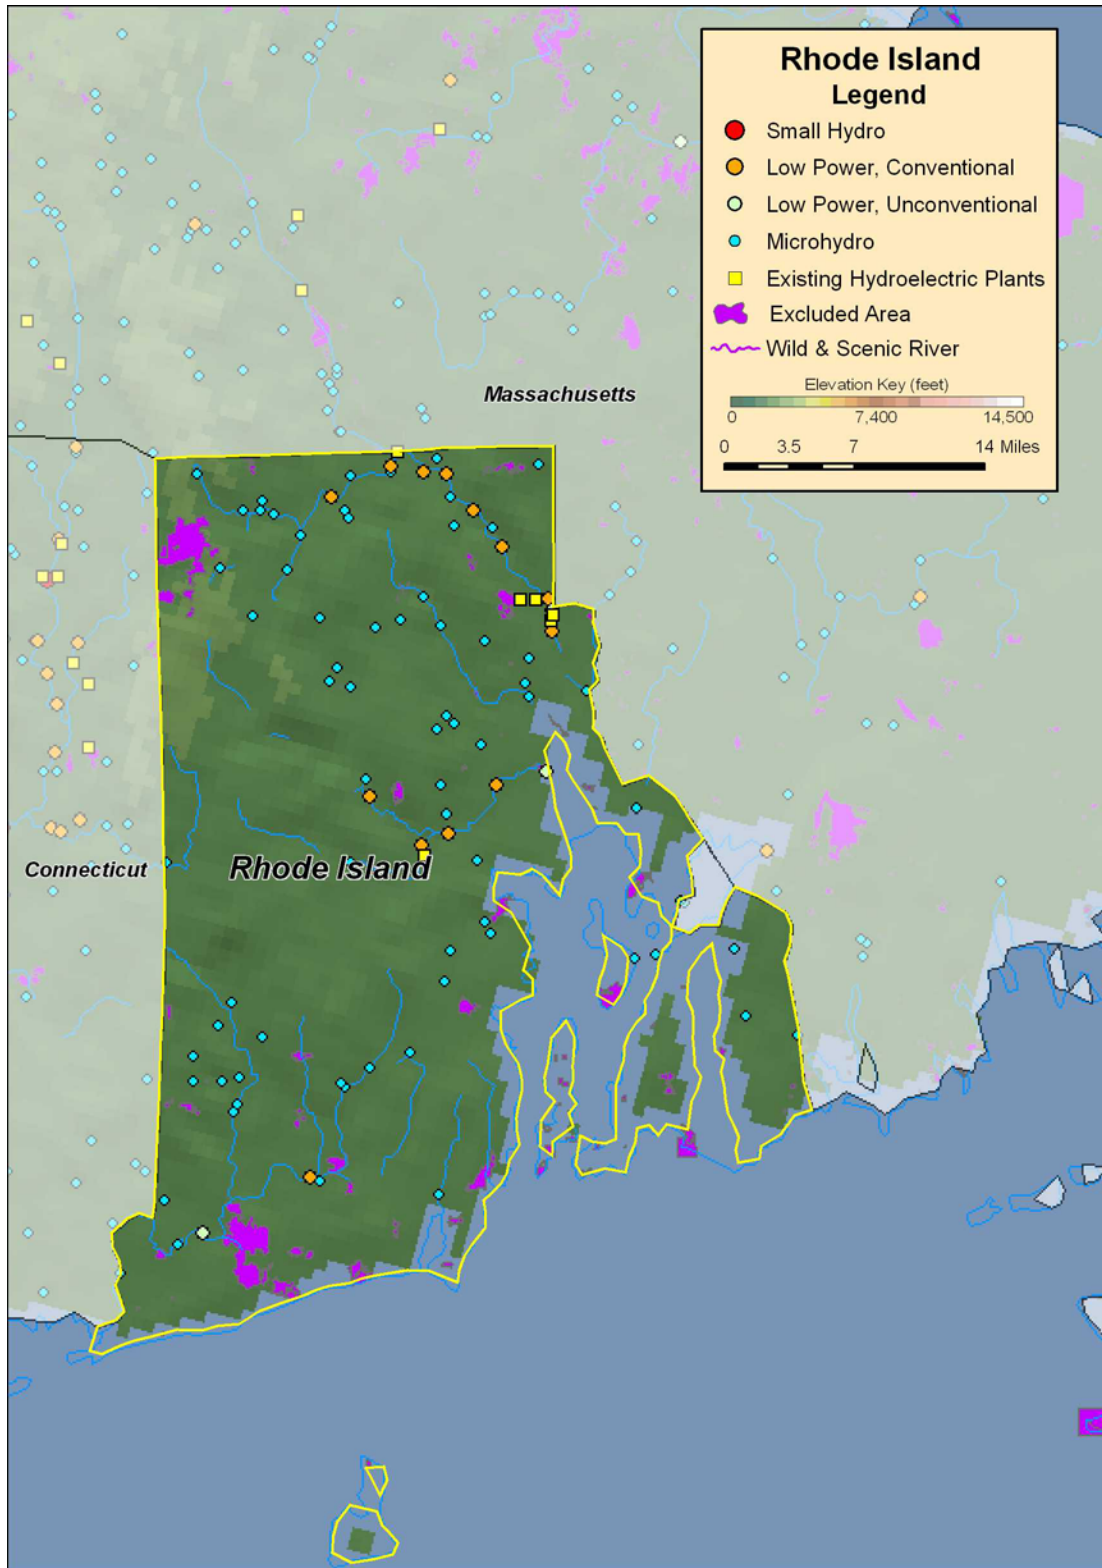 Rhode Island
Legend
Small Hydro
Low Power, Conventional
Low Power, Unconventional
Microhydro
Existing Hydroelectric Plants
Excluded Area
Wild & Scenic River
Elevation Key (feet)
0 7,400 14,500
0 3.5 7 14 Miles
Massachusetts
Connecticut
Rhode Island